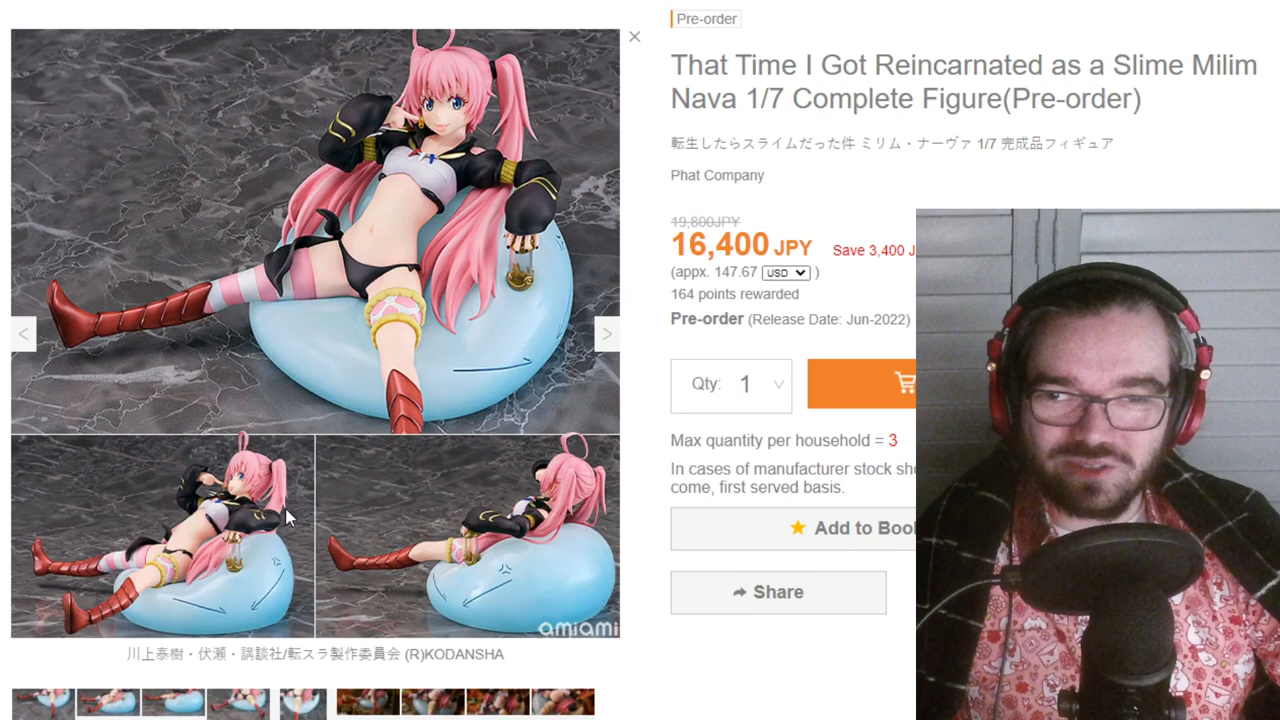 Pre-order
That Time I Got Reincarnated as a Slime Milim
Nava 1/7 Complete Figure(Pre-order)
転生したらスライムだった件 ミリム・ナーヴァ 1/7 完成品フィギュア
Phat Company
19,800JPY
16,400 JPY Save 3,400 J
(appx. 147.67 USD )
164 points rewarded
Pre-order (Release Date: Jun-2022)
Qty: 1
Max quantity per household = 3
In cases of manufacturer stock sho
come, first served basis.
Add to Boo
Share
amiami
川上泰樹・伏瀬・講談社/転スラ製作委員会 (R)KODANSHA